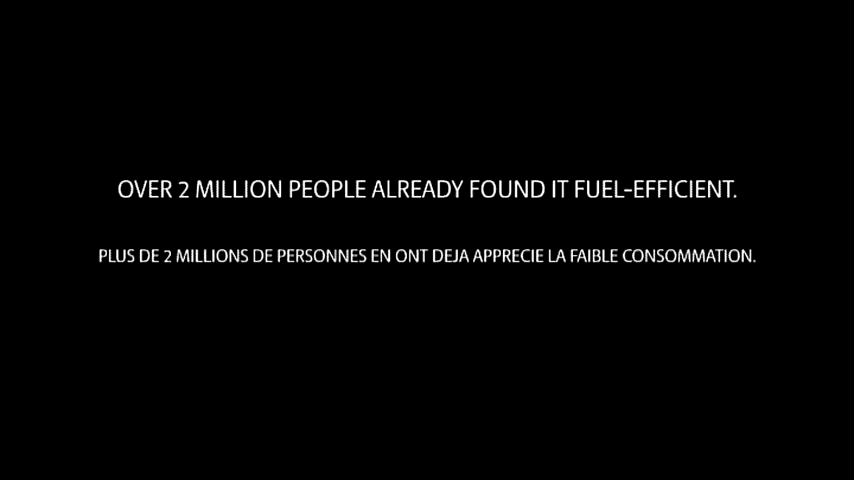 OVER 2 MILLION PEOPLE ALREADY FOUND IT FUEL-EFFICIENT.
PLUS DE 2 MILLIONS DE PERSONNES EN ONT DEJA APPRECIE LA FAIBLE CONSOMMATION.